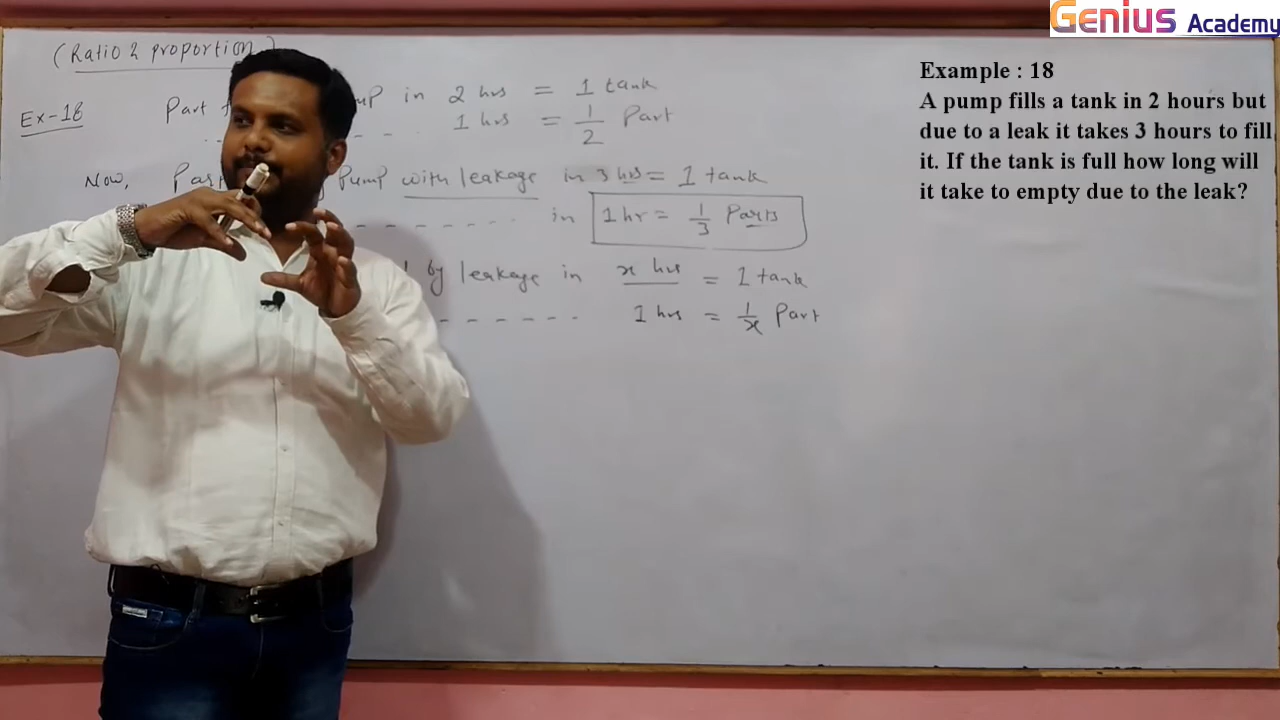 Genius Academy
Example : 18
A pump fills a tank in 2 hours but
due to a leak it takes 3 hours to fill
it. If the tank is full how long will
it take to empty due to the leak?
(Ratio & proportion)
Ex-18 Part in 2 hrs = 1 tank
1 hrs = 1/2 Part
Now, Pump with leakage in 3 hrs = 1 tank
in 1 hr = 1/3 Parts
by leakage in x hrs = 1 tank
1 hrs = 1/x Part